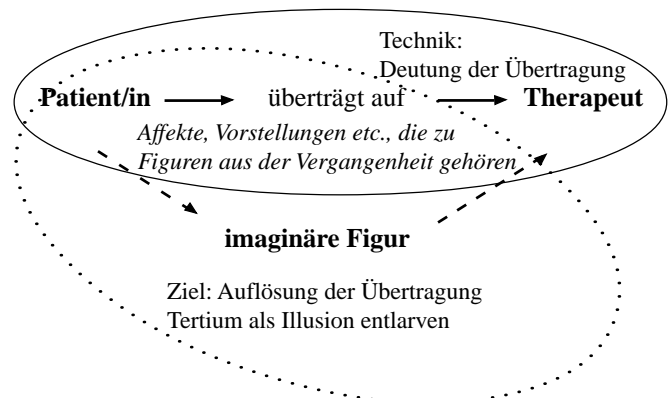 Technik:
Deutung der Übertragung
Patient/in überträgt auf Therapeut
Affekte, Vorstellungen etc., die zu
Figuren aus der Vergangenheit gehören
imaginäre Figur
Ziel: Auflösung der Übertragung
Tertium als Illusion entlarven